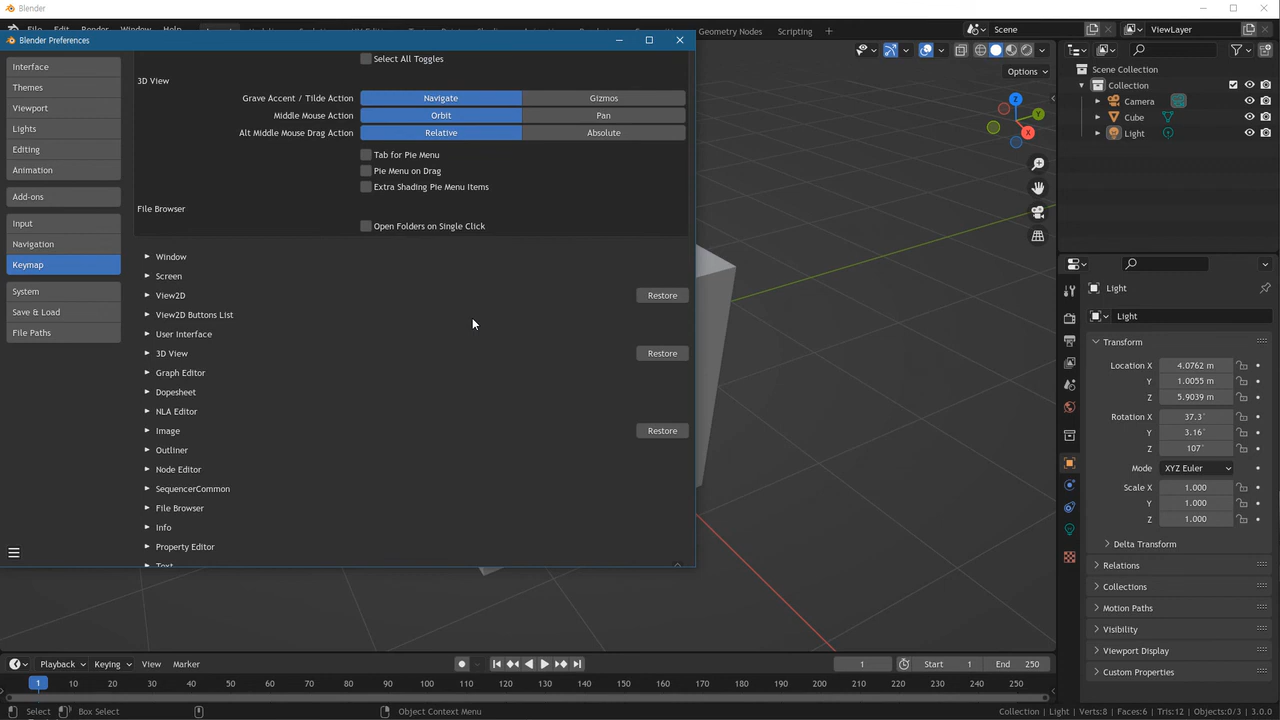 Blender
File Edit Render Window
Geometry Nodes Scripting
Scene
ViewLayer
Blender Preferences
Interface
Themes
Viewport
Lights
Editing
Animation
Add-ons
Input
Navigation
Keymap
System
Save & Load
File Paths
Select All Toggles
3D View
Grave Accent / Tilde Action Navigate Gizmos
Middle Mouse Action Orbit Pan
Alt Middle Mouse Drag Action Relative Absolute
Tab for Pie Menu
Pie Menu on Drag
Extra Shading Pie Menu Items
File Browser
Open Folders on Single Click
Window
Screen
View2D Restore
View2D Buttons List
User Interface
3D View Restore
Graph Editor
Dopesheet
NLA Editor
Image Restore
Outliner
Node Editor
SequencerCommon
File Browser
Info
Property Editor
Text
Options
Z
Y
X
Scene Collection
Collection
Camera
Cube
Light
Light
Light
Transform
Location X 4.0762 m
Y 1.0055 m
Z 5.9039 m
Rotation X 37.3°
Y 3.16°
Z 107°
Mode XYZ Euler
Scale X 1.000
Y 1.000
Z 1.000
Delta Transform
Relations
Collections
Motion Paths
Visibility
Viewport Display
Custom Properties
Playback Keying View Marker
1 Start 1 End 250
1 10 20 30 40 50 60 70 80 90 100 110 120 130 140 150 160 170 180 190 200 210 220 230 240 250
Select Box Select Object Context Menu
Collection | Light | Verts:8 | Faces:6 | Tris:12 | Objects:0/3 | 3.0.0